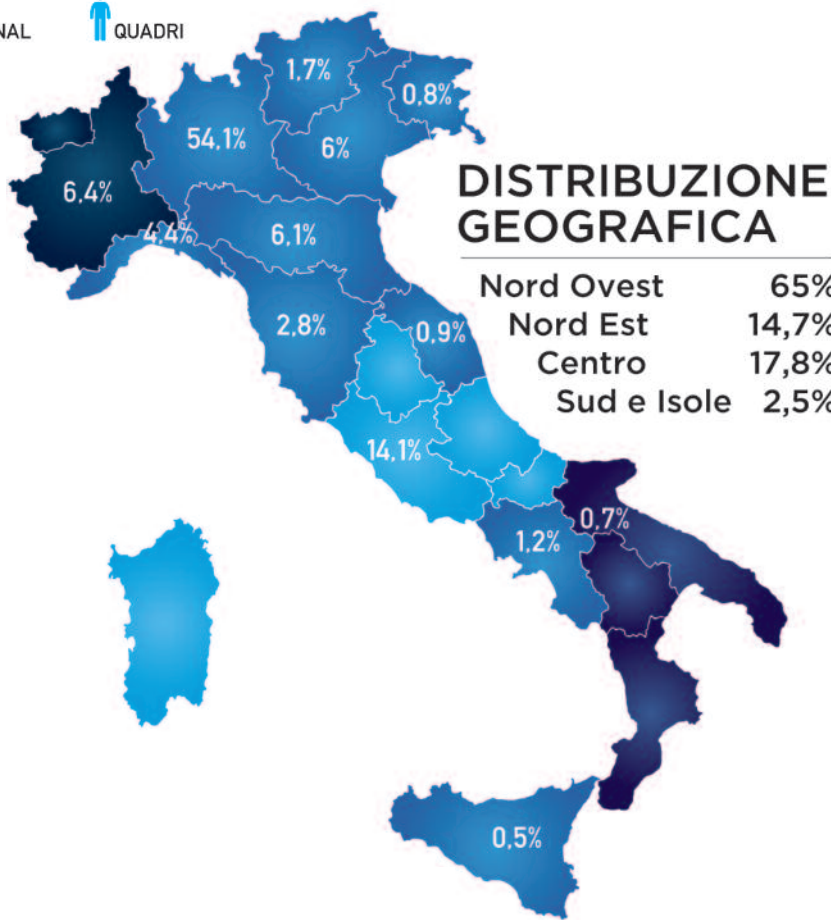 NAL
QUADRI
1,7%
0,8%
54,1%
6%
6,4%
4,4%
6,1%
DISTRIBUZIONE
GEOGRAFICA
Nord Ovest 65%
Nord Est 14,7%
Centro 17,8%
Sud e Isole 2,5%
2,8%
0,9%
14,1%
0,7%
1,2%
0,5%